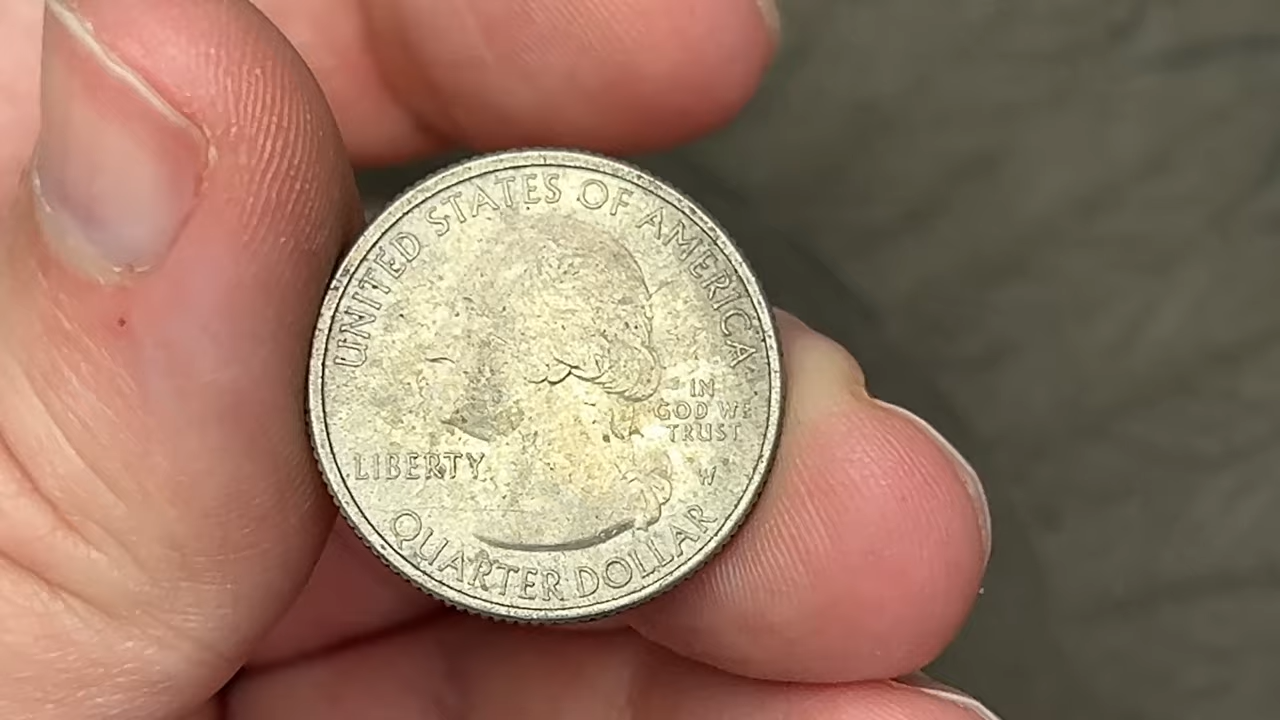 UNITED STATES OF AMERICA
IN
GOD WE
TRUST
LIBERTY
W
QUARTER DOLLAR